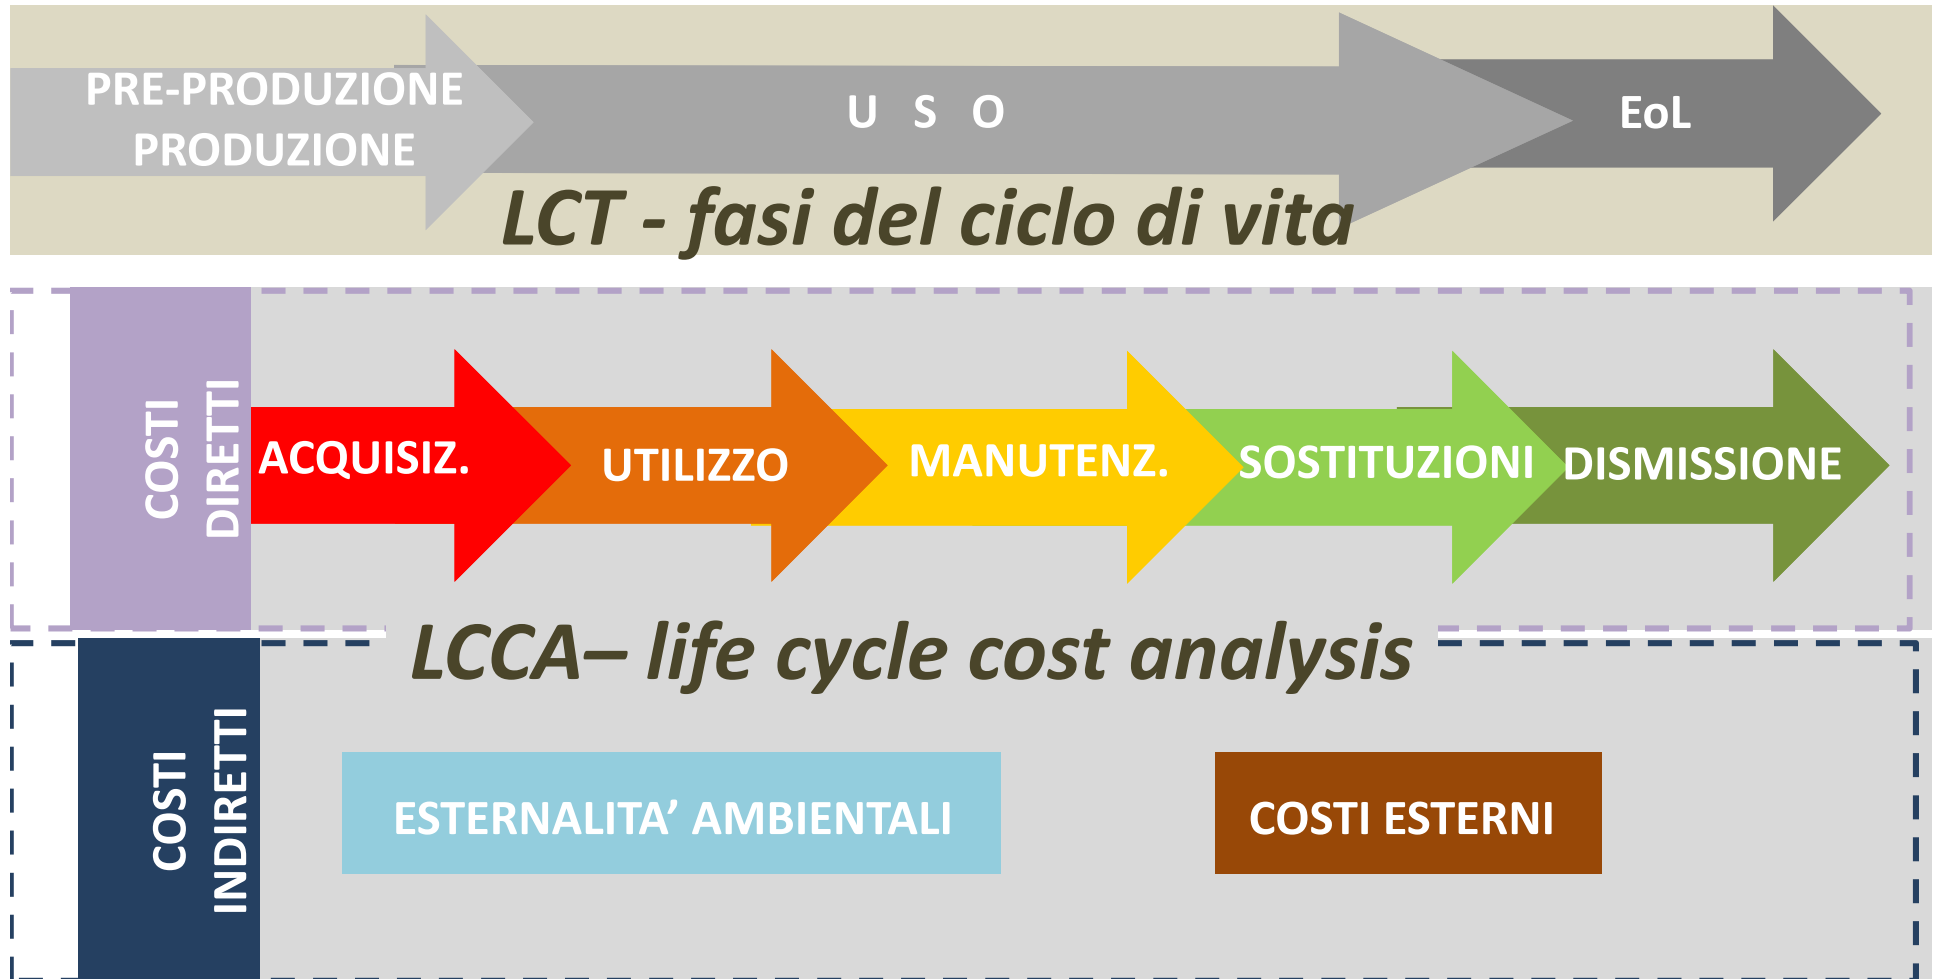 PRE-PRODUZIONE
PRODUZIONE
U S O
EoL
LCT - fasi del ciclo di vita
COSTI
DIRETTI
ACQUISIZ.
UTILIZZO
MANUTENZ.
SOSTITUZIONI
DISMISSIONE
LCCA– life cycle cost analysis
COSTI
INDIRETTI
ESTERNALITA’ AMBIENTALI
COSTI ESTERNI